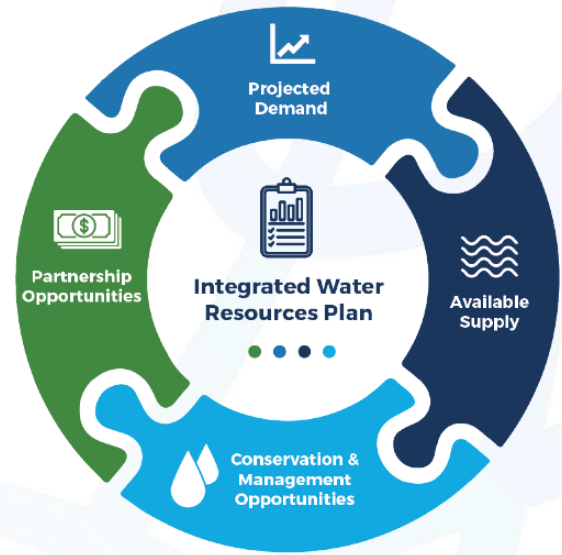 Projected
Demand
Partnership
Opportunities
Integrated Water
Resources Plan
Available
Supply
Conservation &
Management
Opportunities